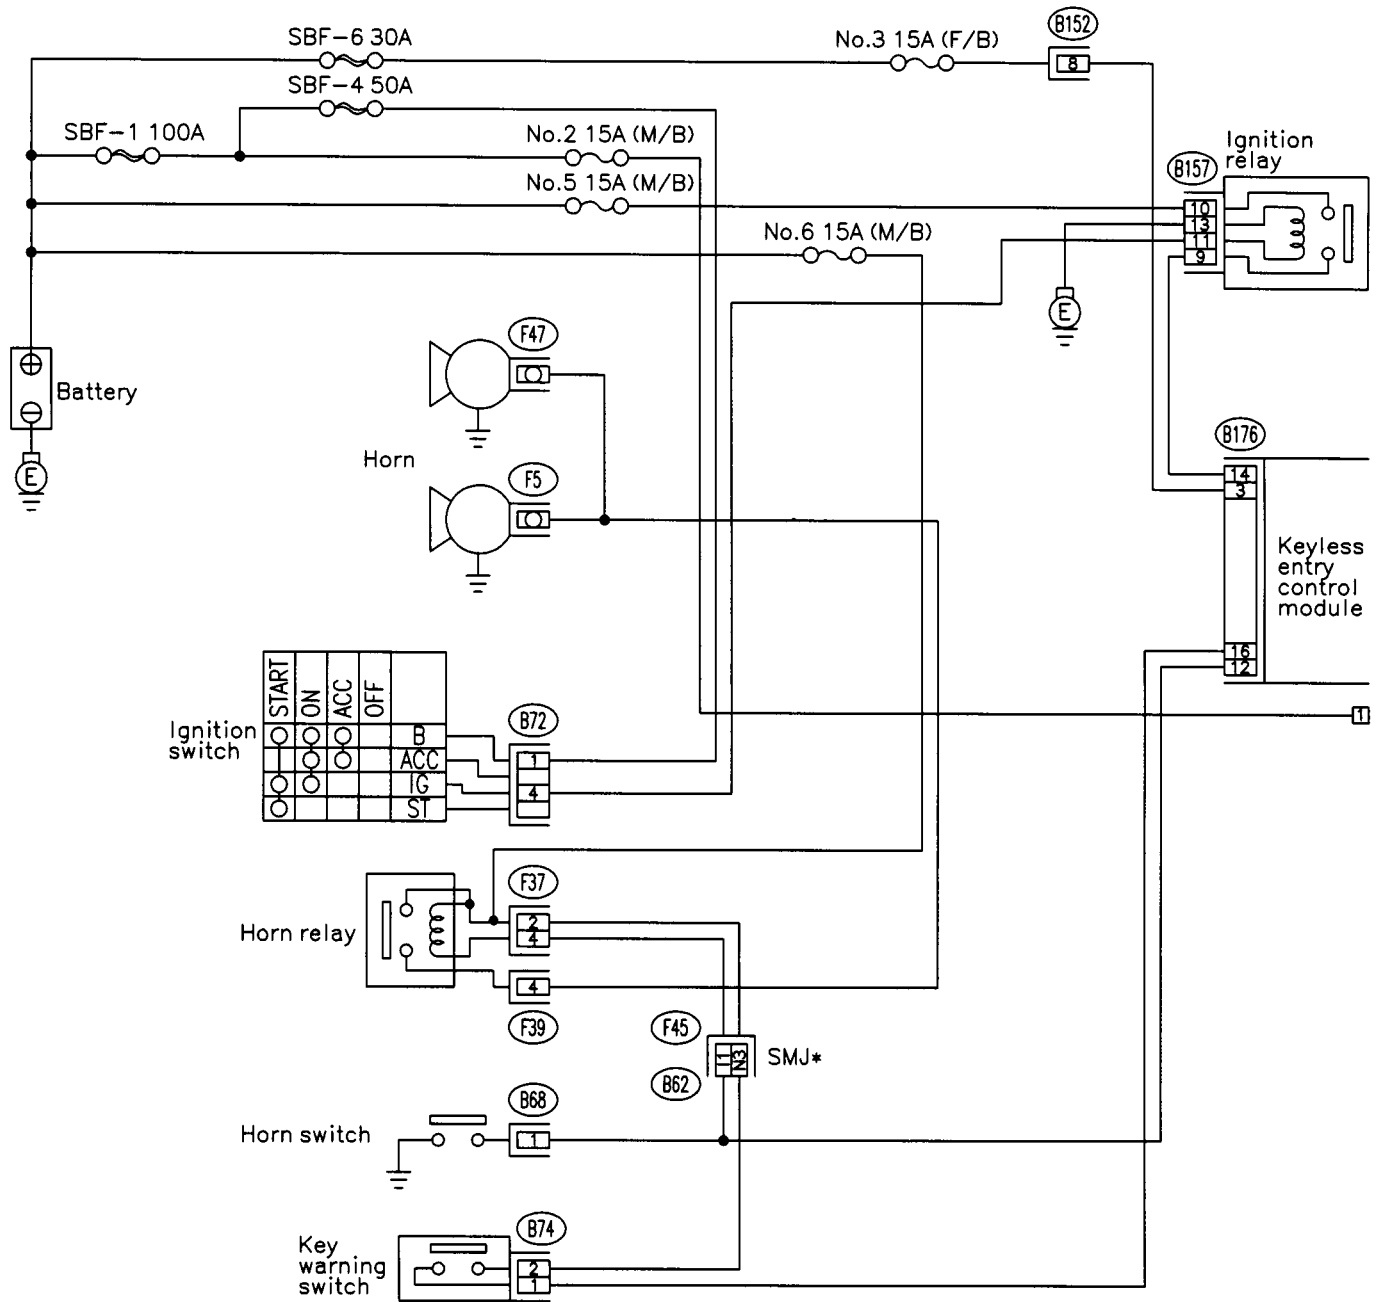 B152
SBF-6 30A
No.3 15A (F/B)
8
SBF-4 50A
SBF-1 100A
No.2 15A (M/B)
Ignition
relay
B157
No.5 15A (M/B)
10
13
11
9
No.6 15A (M/B)
E
F47
Battery
B176
Horn
F5
E
14
3
Keyless
entry
control
module
16
12
START
ON
ACC
OFF
Ignition
switch
B
ACC
IG
ST
B72
1
4
1
F37
Horn relay
2
4
4
F39
F45
I1
N3
SMJ*
B62
B68
Horn switch
1
B74
Key
warning
switch
2
1